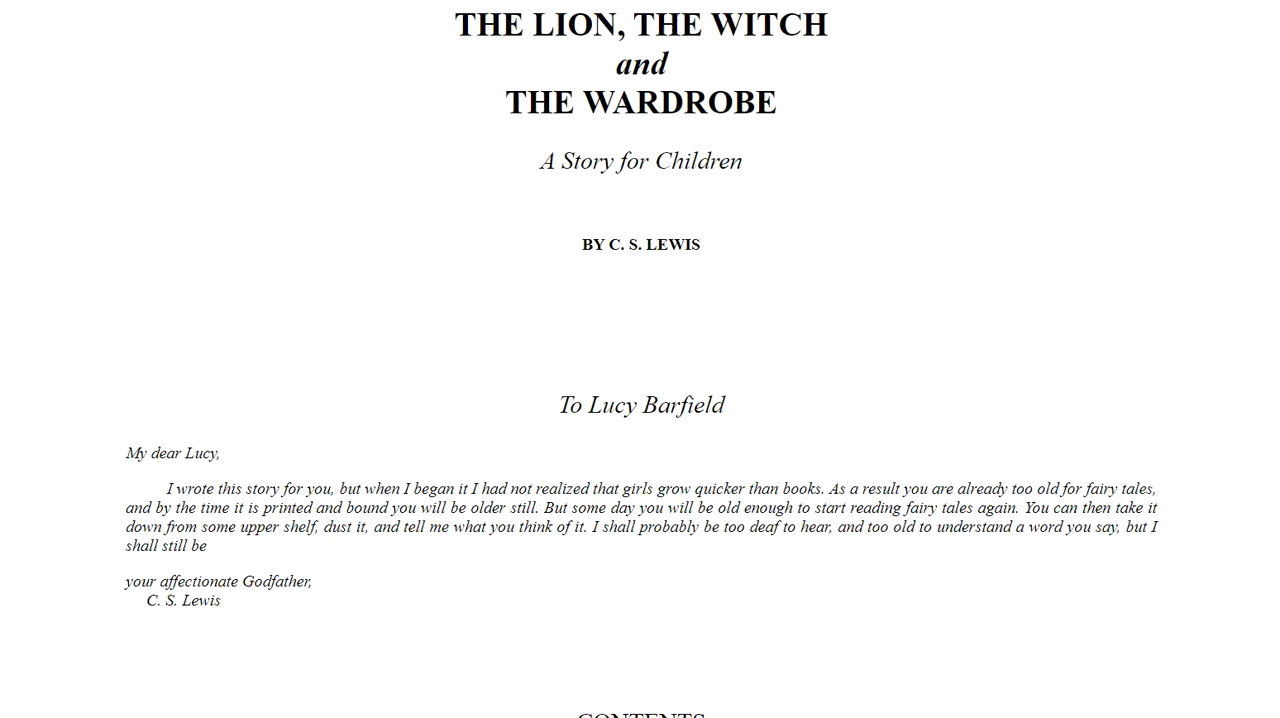 THE LION, THE WITCH
and
THE WARDROBE
A Story for Children
BY C. S. LEWIS
To Lucy Barfield
My dear Lucy,
I wrote this story for you, but when I began it I had not realized that girls grow quicker than books. As a result you are already too old for fairy tales,
and by the time it is printed and bound you will be older still. But some day you will be old enough to start reading fairy tales again. You can then take it
down from some upper shelf, dust it, and tell me what you think of it. I shall probably be too deaf to hear, and too old to understand a word you say, but I
shall still be
your affectionate Godfather,
C. S. Lewis
CONTENTS